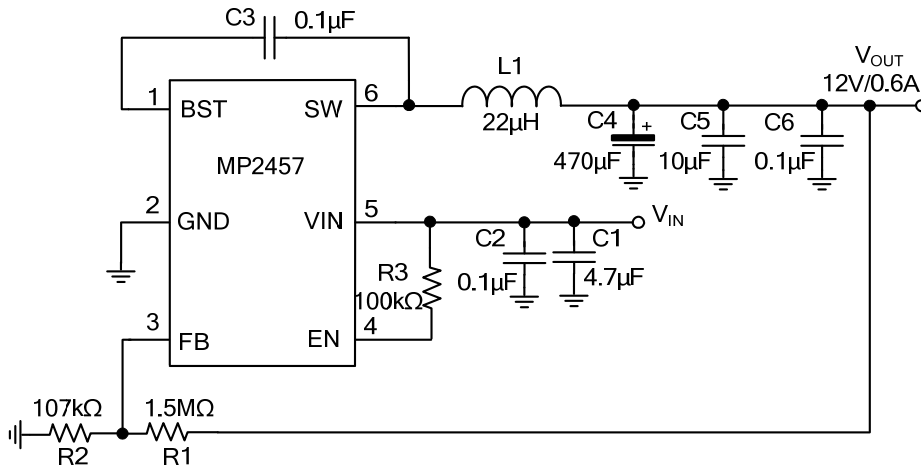 C3 0.1µF
1 BST SW 6
L1
22µH
V_OUT
12V/0.6A
C4 + 470µF
C5 10µF
C6 0.1µF
MP2457
2 GND VIN 5
V_IN
C2 0.1µF
C1 4.7µF
R3 100kΩ
3 FB EN 4
107kΩ 1.5MΩ
R2 R1